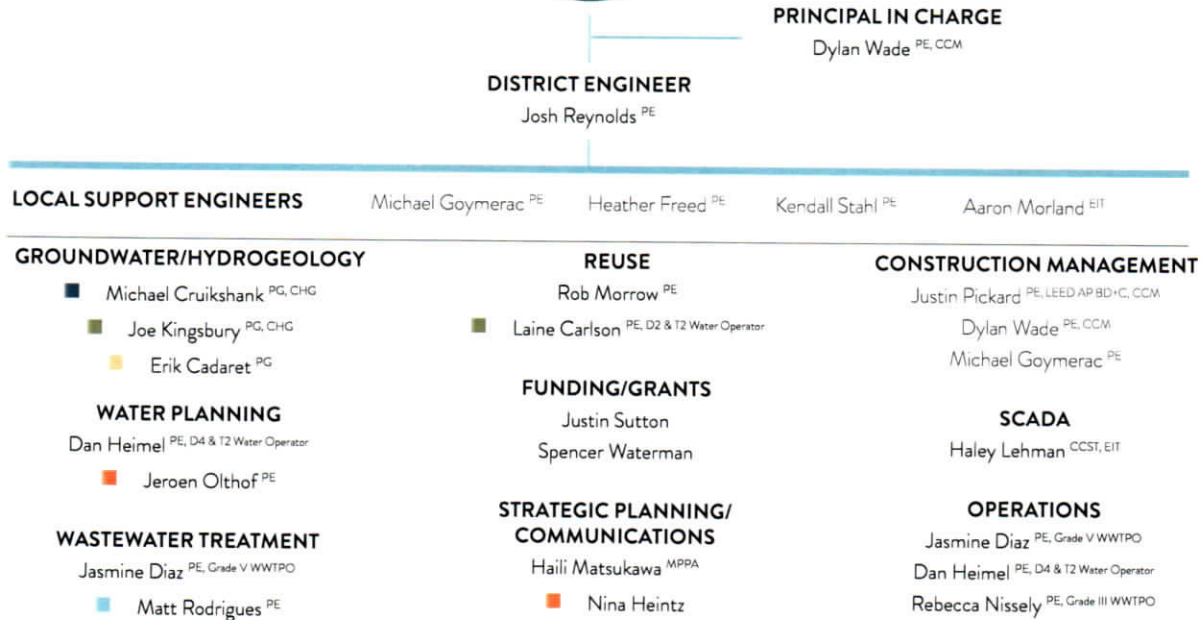 PRINCIPAL IN CHARGE
Dylan Wade PE, CCM
DISTRICT ENGINEER
Josh Reynolds PE
LOCAL SUPPORT ENGINEERS Michael Goymerac PE Heather Freed PE Kendall Stahl PE Aaron Morland EIT
GROUNDWATER/HYDROGEOLOGY
Michael Cruikshank PG, CHG
Joe Kingsbury PG, CHG
Erik Cadaret PG
WATER PLANNING
Dan Heimel PE, D4 & T2 Water Operator
Jeroen Olthof PE
WASTEWATER TREATMENT
Jasmine Diaz PE, Grade V WWTPO
Matt Rodrigues PE
REUSE
Rob Morrow PE
Laine Carlson PE, D2 & T2 Water Operator
FUNDING/GRANTS
Justin Sutton
Spencer Waterman
STRATEGIC PLANNING/
COMMUNICATIONS
Haili Matsukawa MPPA
Nina Heintz
CONSTRUCTION MANAGEMENT
Justin Pickard PE, LEED AP BD+C, CCM
Dylan Wade PE, CCM
Michael Goymerac PE
SCADA
Haley Lehman CCST, EIT
OPERATIONS
Jasmine Diaz PE, Grade V WWTPO
Dan Heimel PE, D4 & T2 Water Operator
Rebecca Nissely PE, Grade III WWTPO